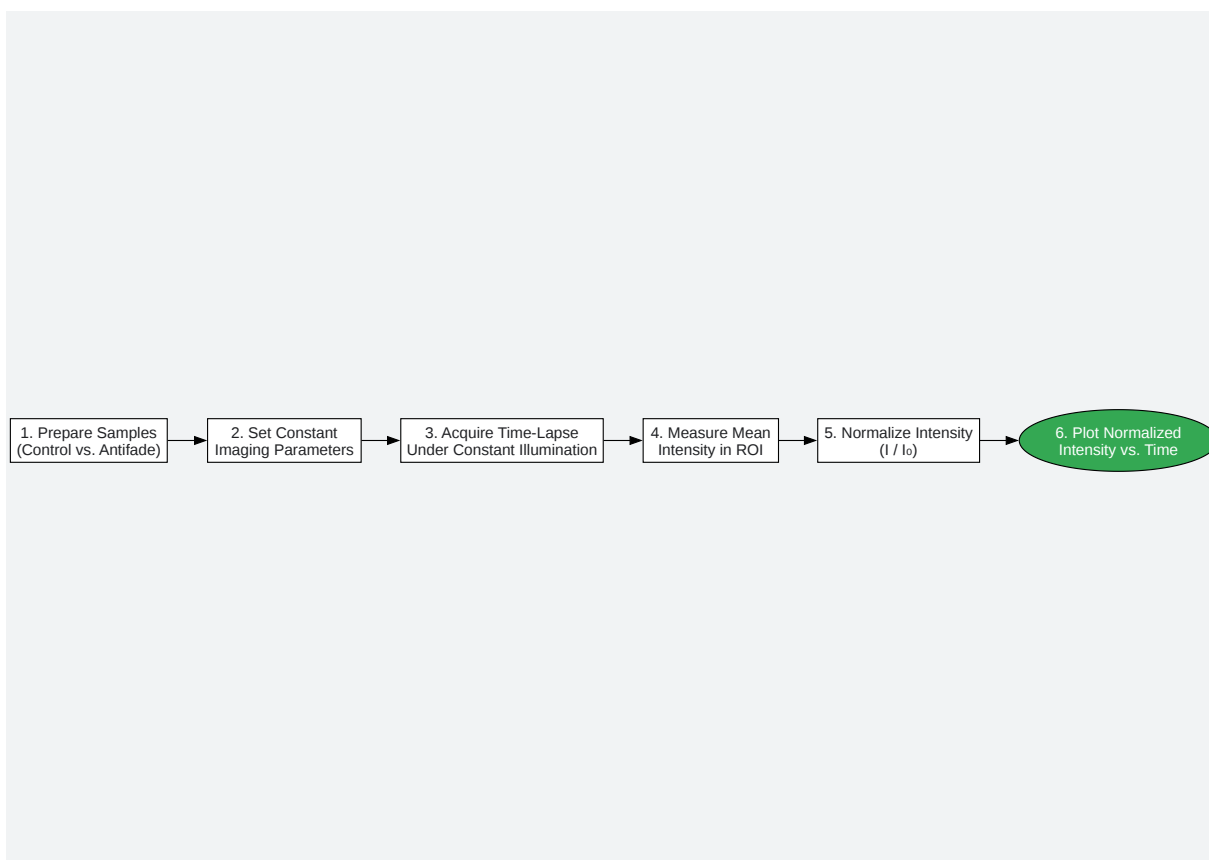 1. Prepare Samples
(Control vs. Antifade)
2. Set Constant
Imaging Parameters
3. Acquire Time-Lapse
Under Constant Illumination
4. Measure Mean
Intensity in ROI
5. Normalize Intensity
(I / I₀)
6. Plot Normalized
Intensity vs. Time